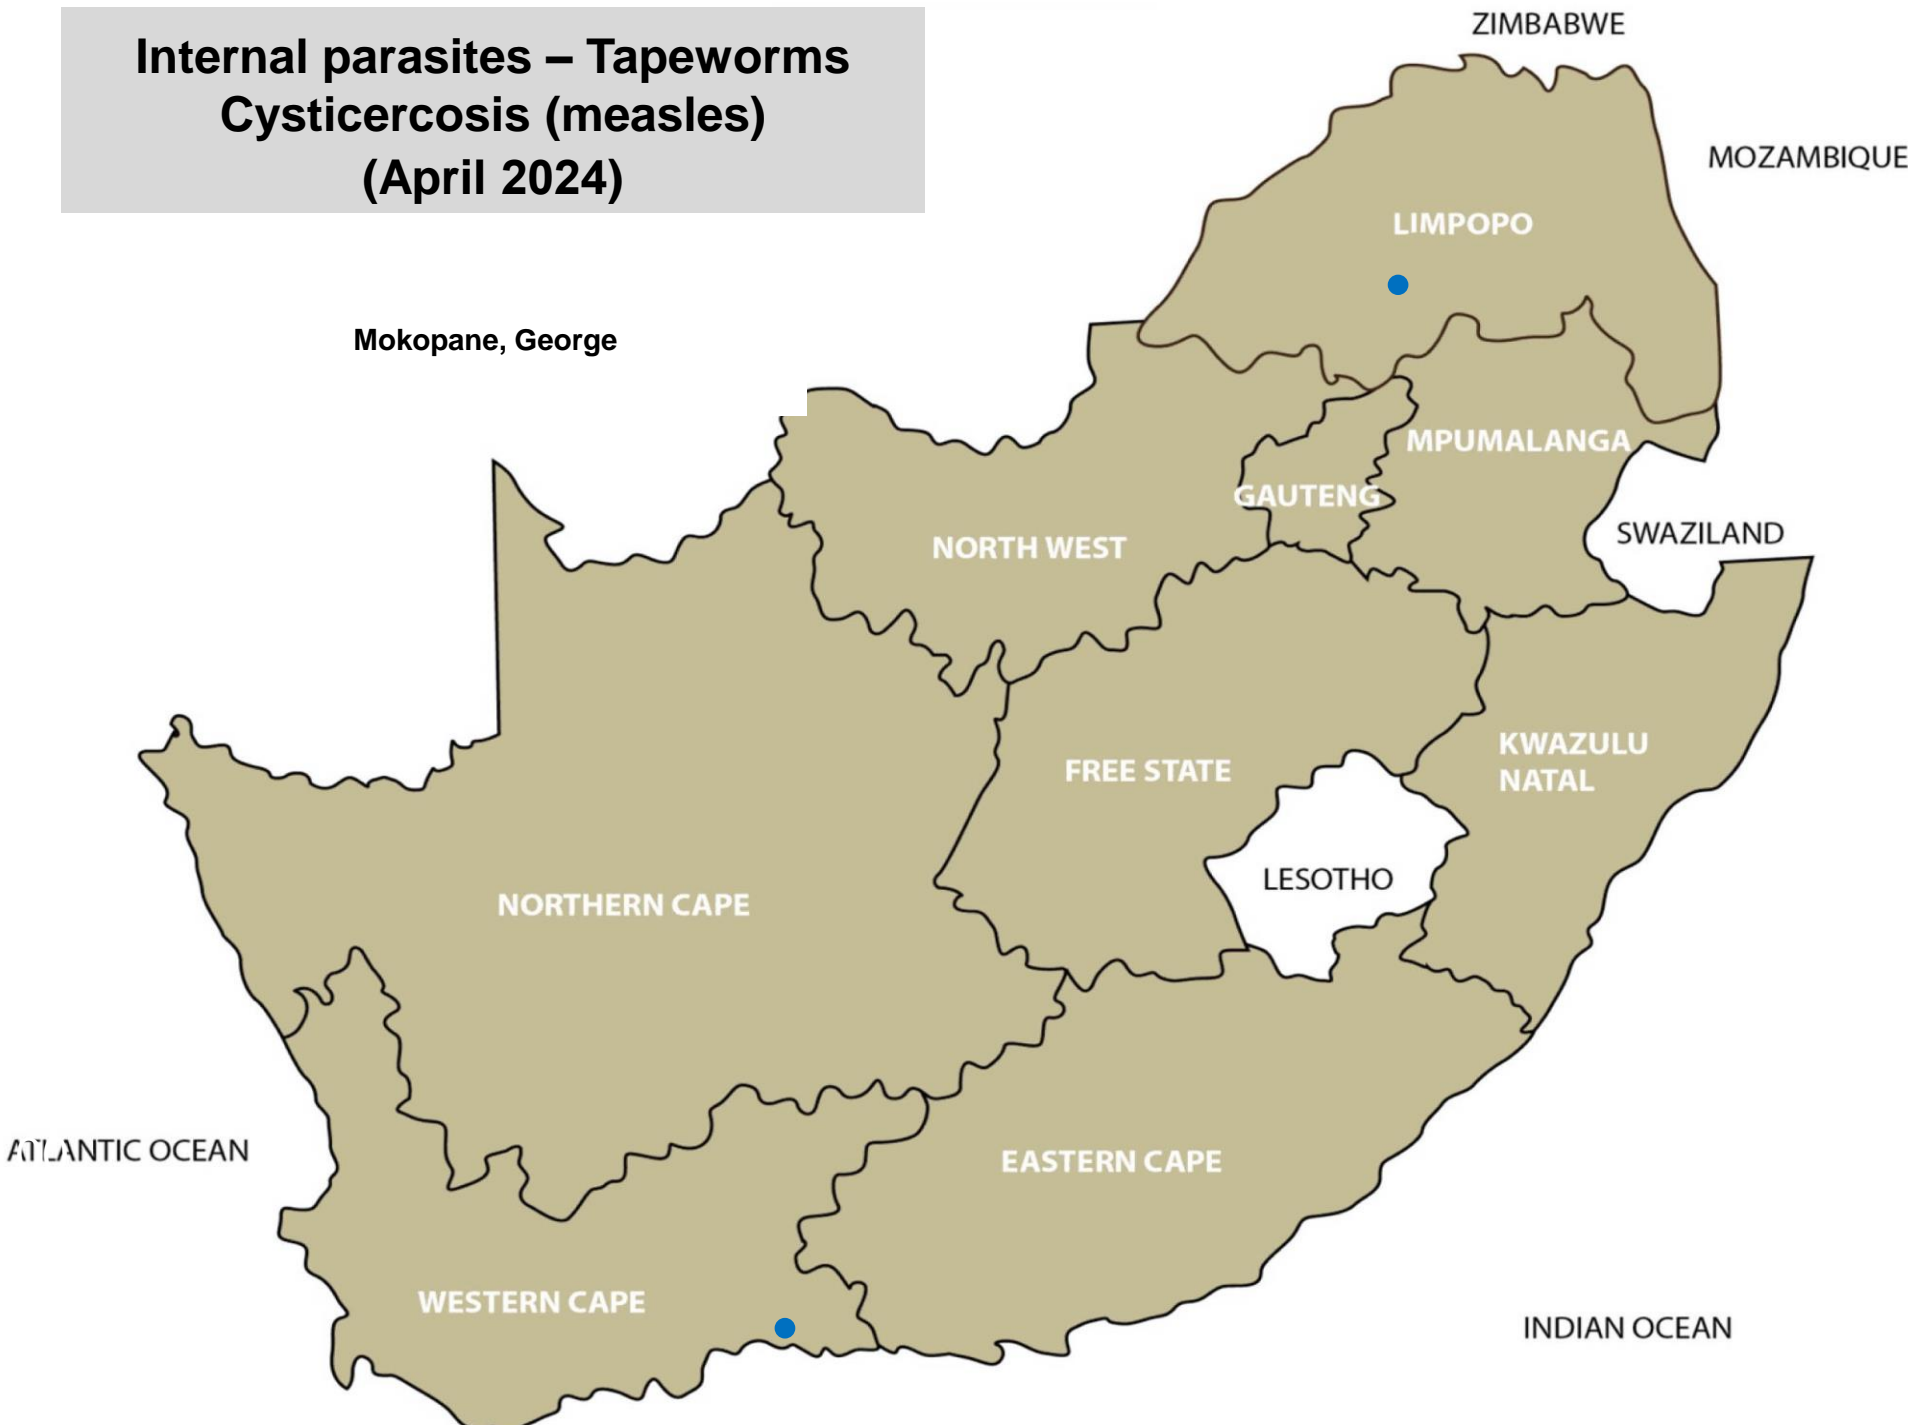 Internal parasites – Tapeworms
Cysticercosis (measles)
(April 2024)
ZIMBABWE
MOZAMBIQUE
LIMPOPO
Mokopane, George
MPUMALANGA
GAUTENG
NORTH WEST
SWAZILAND
KWAZULU
NATAL
FREE STATE
LESOTHO
NORTHERN CAPE
ATLANTIC OCEAN
EASTERN CAPE
WESTERN CAPE
INDIAN OCEAN